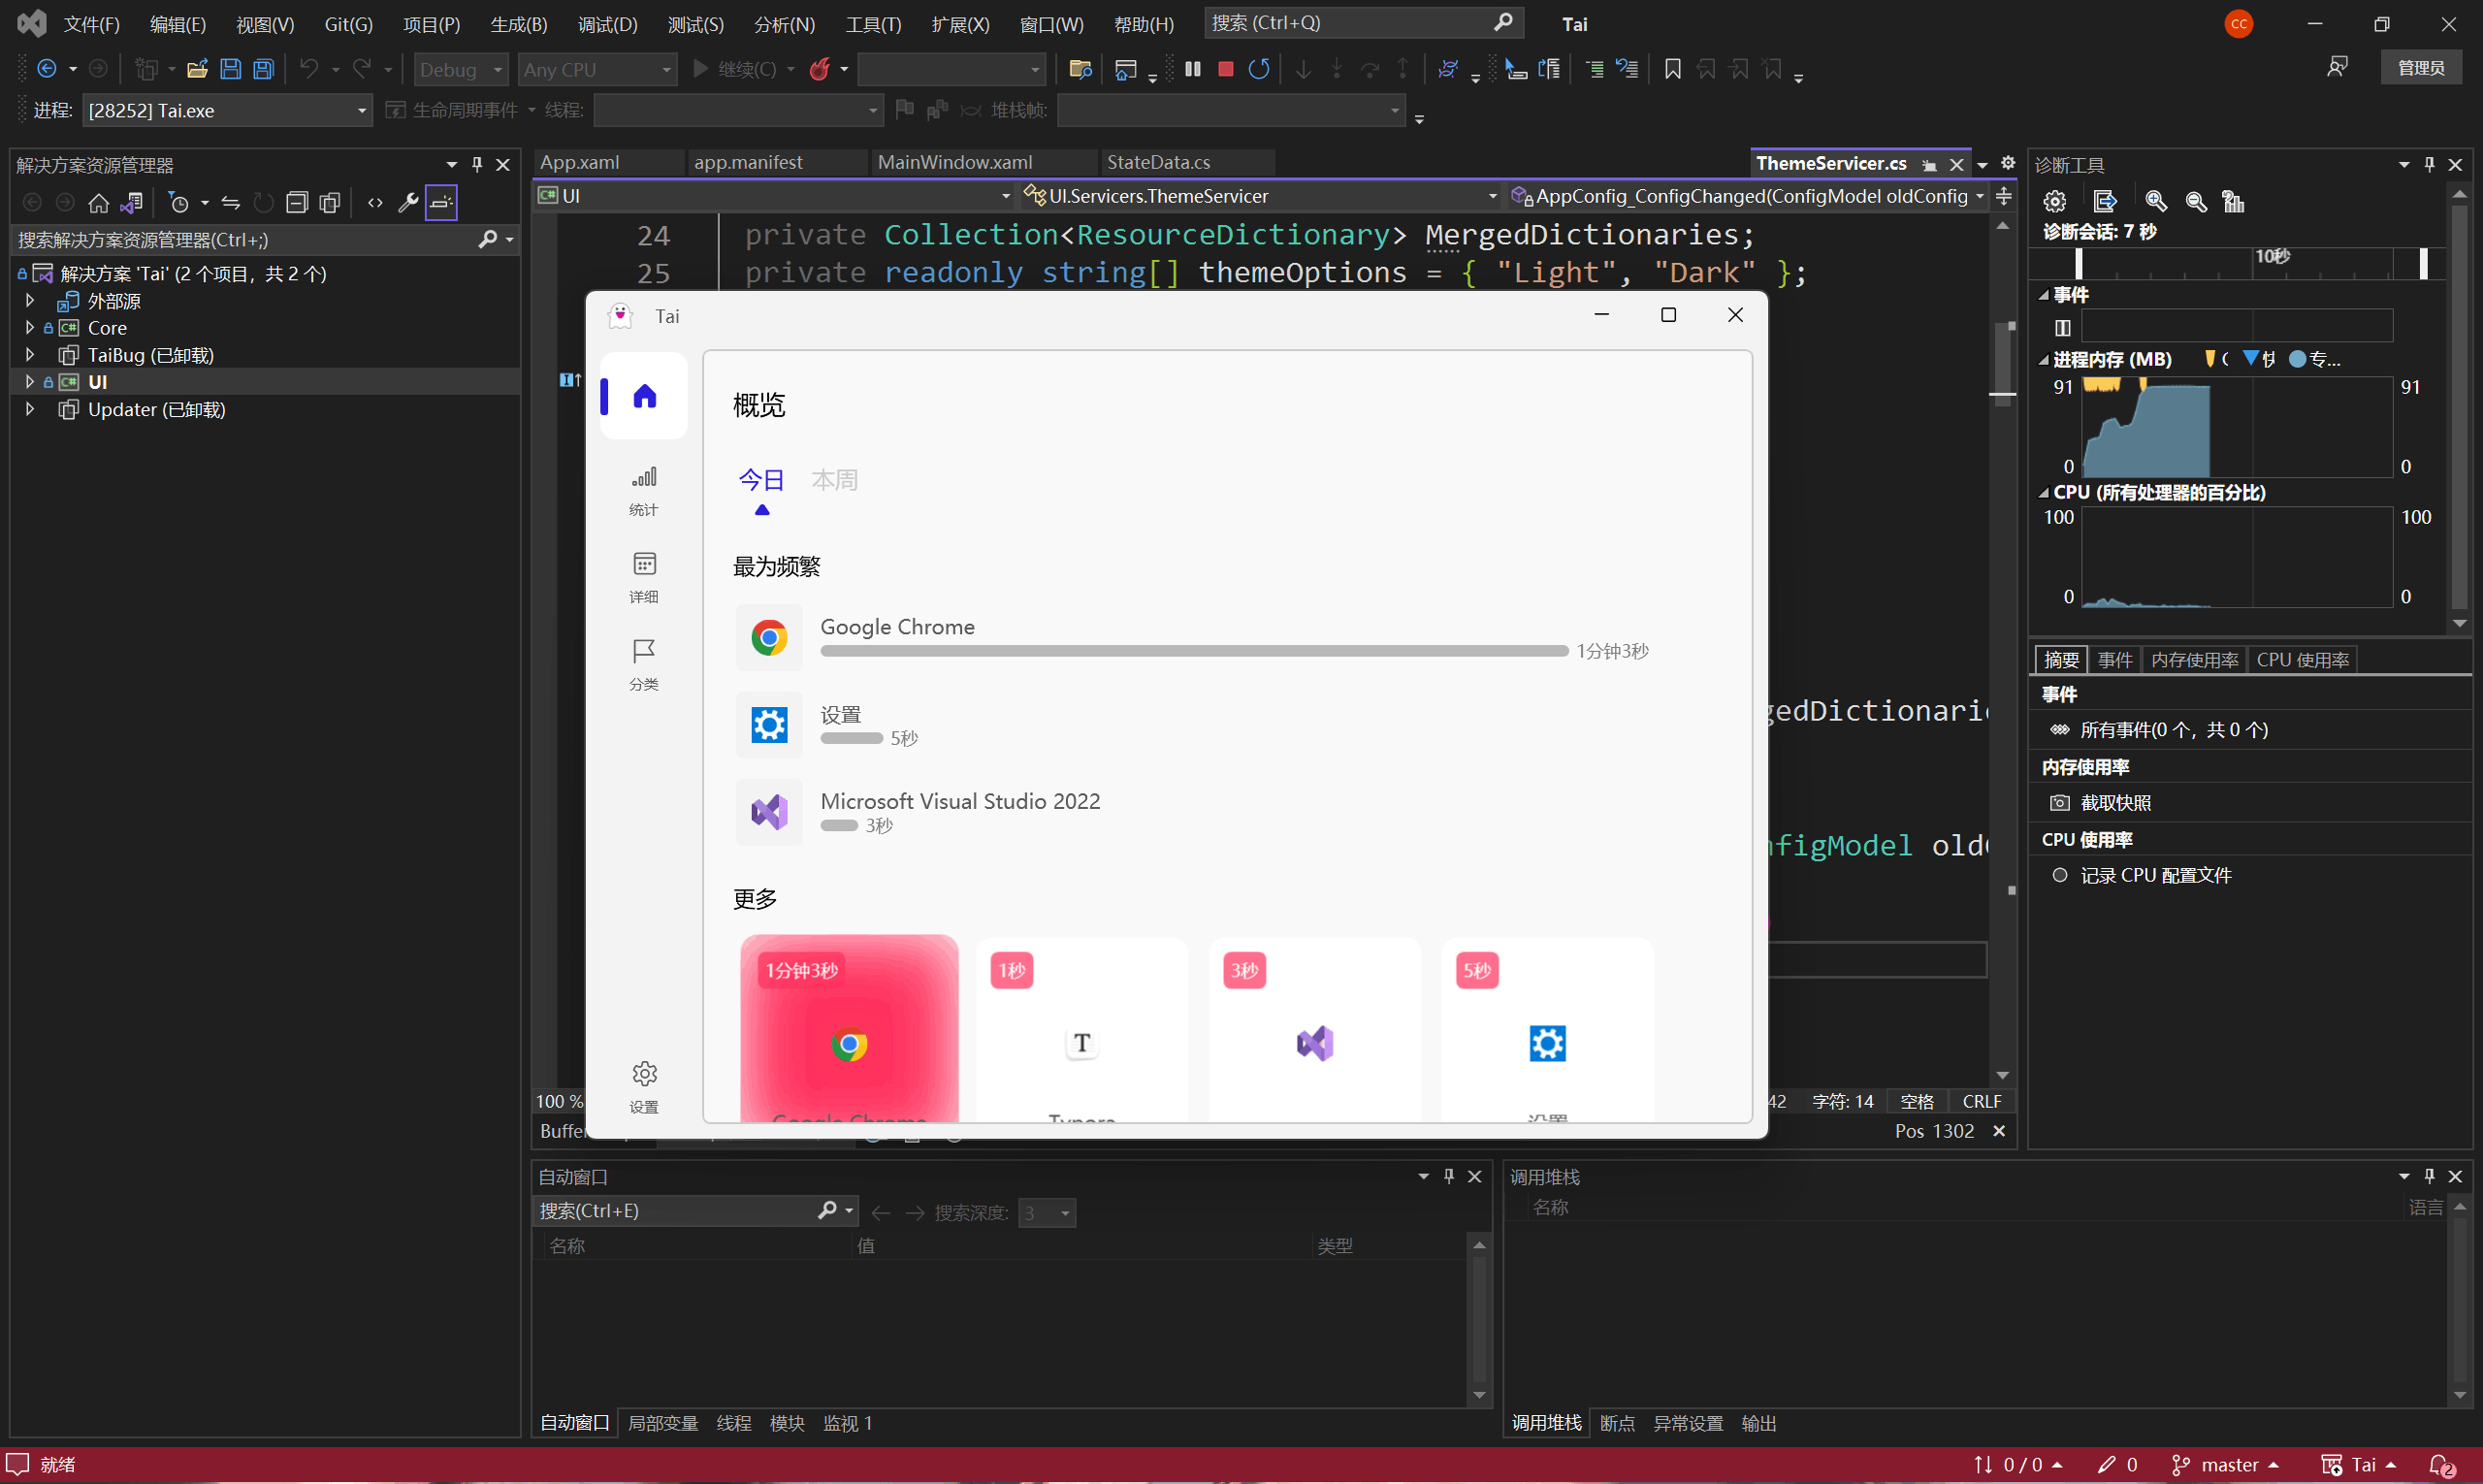 文件(F) 编辑(E) 视图(V) Git(G) 项目(P) 生成(B) 调试(D) 测试(S) 分析(N) 工具(T) 扩展(X) 窗口(W) 帮助(H) 搜索 (Ctrl+Q) Tai CC
Debug Any CPU 继续(C) 管理员
进程: [28252] Tai.exe 生命周期事件 线程: 堆栈帧:
解决方案资源管理器
搜索解决方案资源管理器(Ctrl+;)
解决方案 'Tai' (2 个项目，共 2 个)
外部源
C# Core
TaiBug (已卸载)
C# UI
Updater (已卸载)
App.xaml app.manifest MainWindow.xaml StateData.cs ThemeServicer.cs
C# UI UI.Servicers.ThemeServicer AppConfig_ConfigChanged(ConfigModel oldConfig
24 private Collection<ResourceDictionary> MergedDictionaries;
25 private readonly string[] themeOptions = { "Light", "Dark" };
gedDictionari
nfigModel old
100 %
42 字符: 14 空格 CRLF
Buffer
Pos 1302
Tai
概览
今日 本周
统计
详细
分类
设置
最为频繁
Google Chrome
1分钟3秒
设置
5秒
Microsoft Visual Studio 2022
3秒
更多
1分钟3秒 1秒 3秒 5秒
T
Google Chrome Typora 设置
诊断工具
诊断会话: 7 秒
10秒
事件
进程内存 (MB) 专...
91 91
0 0
CPU (所有处理器的百分比)
100 100
0 0
摘要 事件 内存使用率 CPU 使用率
事件
所有事件(0 个，共 0 个)
内存使用率
截取快照
CPU 使用率
记录 CPU 配置文件
自动窗口
搜索(Ctrl+E) 搜索深度: 3
名称 值 类型
自动窗口 局部变量 线程 模块 监视 1
调用堆栈
名称 语言
调用堆栈 断点 异常设置 输出
就绪 0 / 0 0 master Tai 2